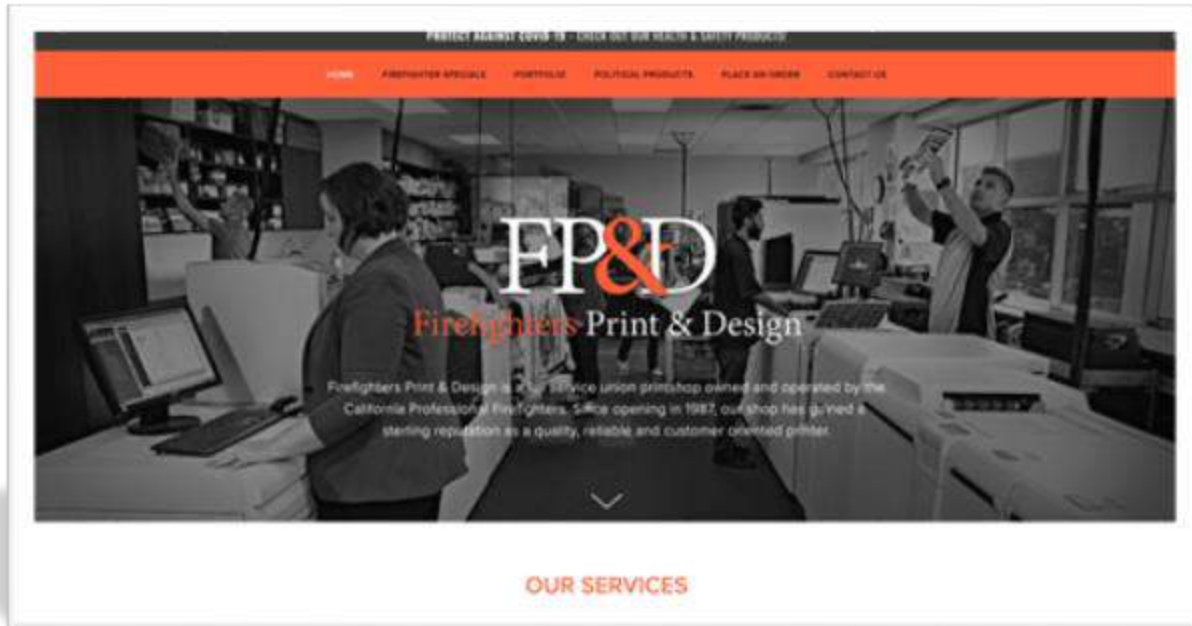 PROTECT AGAINST COVID-19 - CHECK OUT OUR HEALTH & SAFETY PRODUCTS!
HOME FIREFIGHTER SPECIALS PORTFOLIO POLITICAL PRODUCTS PLACE AN ORDER CONTACT US
FP&D
Firefighters Print & Design
Firefighters Print & Design is a full service union printshop owned and operated by the
California Professional Firefighters. Since opening in 1987, our shop has gained a
sterling reputation as a quality, reliable and customer oriented printer.
OUR SERVICES